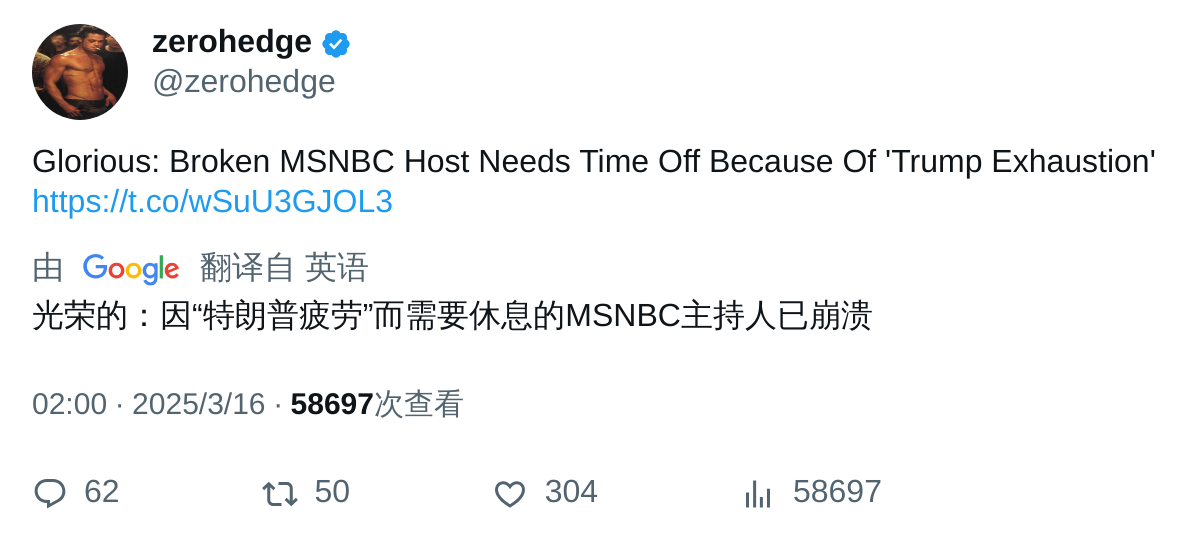 zerohedge
@zerohedge
Glorious: Broken MSNBC Host Needs Time Off Because Of 'Trump Exhaustion'
https://t.co/wSuU3GJOL3
由 Google 翻译自 英语
光荣的：因“特朗普疲劳”而需要休息的MSNBC主持人已崩溃
02:00 · 2025/3/16 · 58697次查看
62 50 304 58697